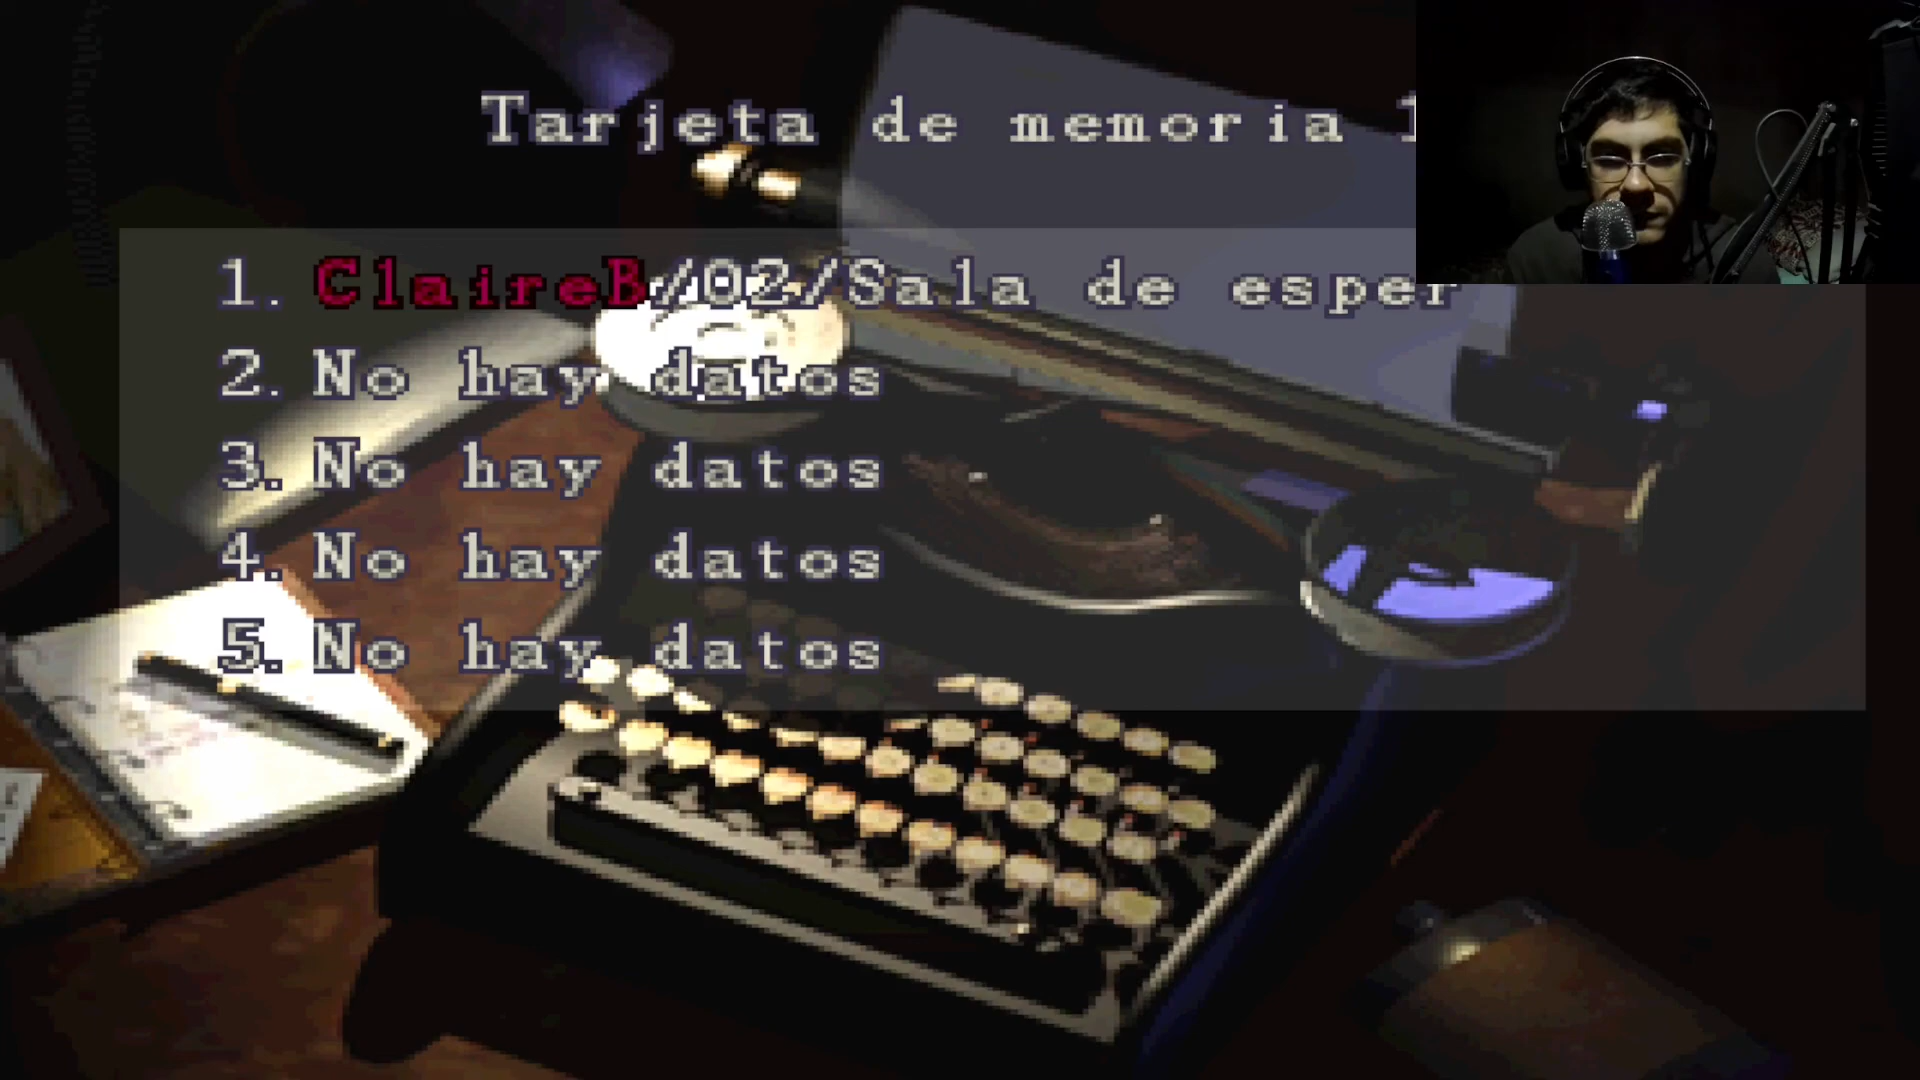 Tarjeta de memoria 1
1. ClaireB/02/Sala de esper
2. No hay datos
3. No hay datos
4. No hay datos
5. No hay datos